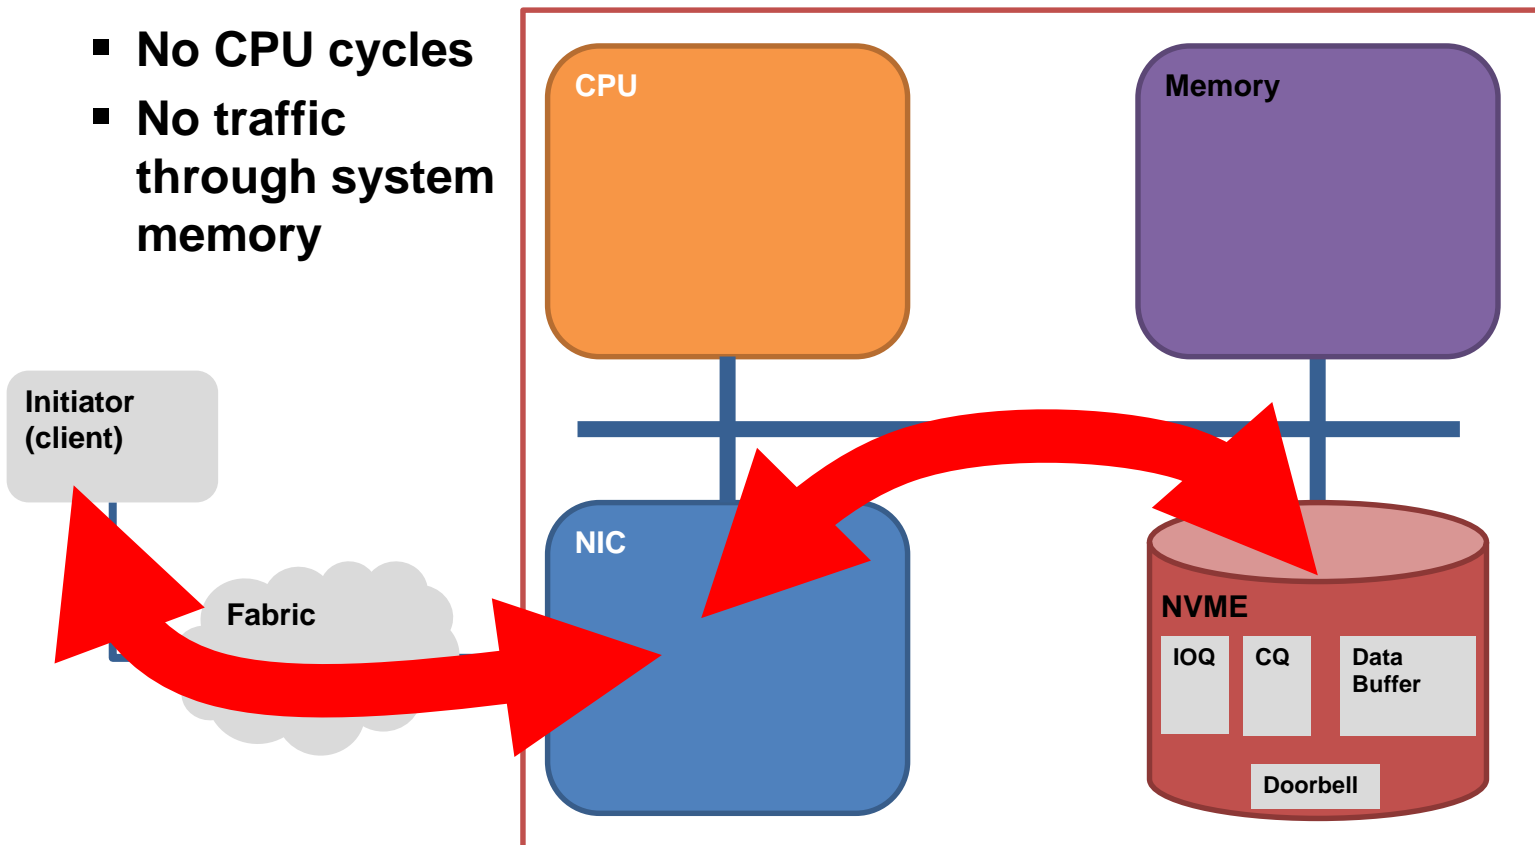 ▪ No CPU cycles
▪ No traffic
through system
memory
CPU
Memory
Initiator
(client)
NIC
Fabric
NVME
IOQ
CQ
Data
Buffer
Doorbell